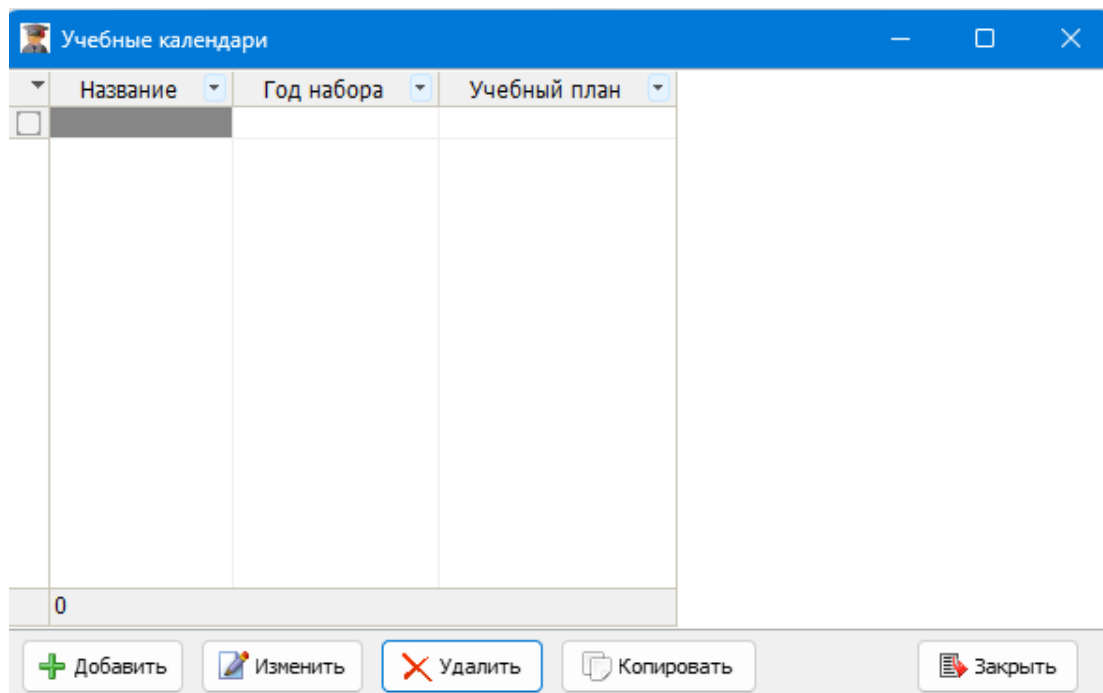 Учебные календари
Название Год набора Учебный план
0
Добавить Изменить Удалить Копировать Закрыть